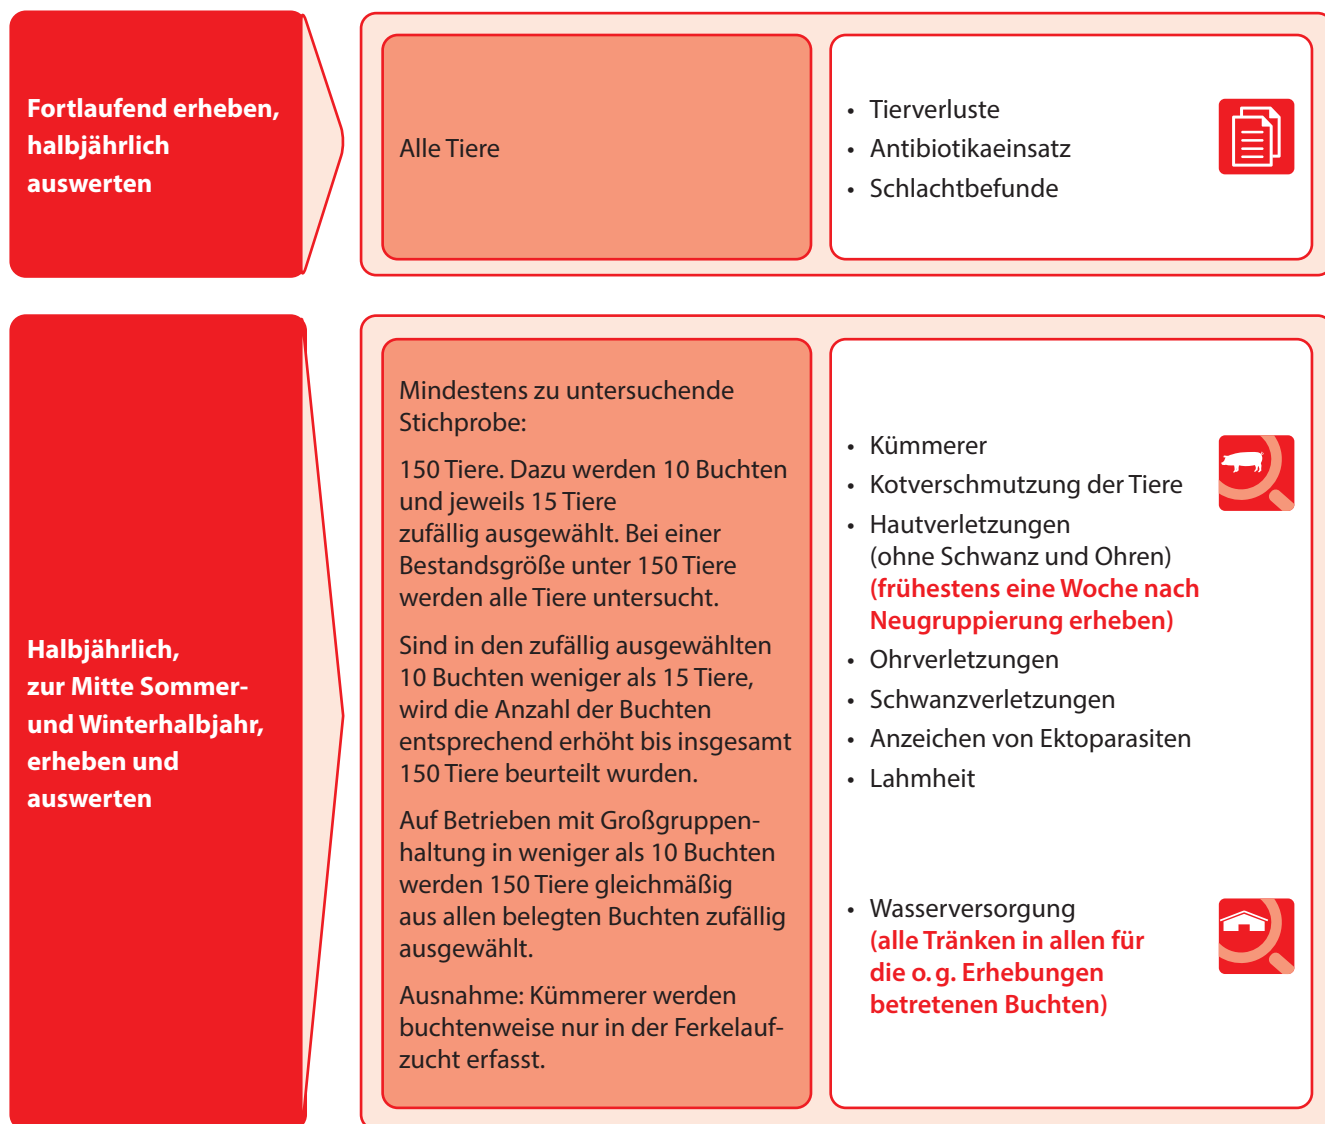 Fortlaufend erheben,
halbjährlich
auswerten
Alle Tiere
• Tierverluste
• Antibiotikaeinsatz
• Schlachtbefunde
Halbjährlich,
zur Mitte Sommer-
und Winterhalbjahr,
erheben und
auswerten
Mindestens zu untersuchende
Stichprobe:
150 Tiere. Dazu werden 10 Buchten
und jeweils 15 Tiere
zufällig ausgewählt. Bei einer
Bestandsgröße unter 150 Tiere
werden alle Tiere untersucht.
Sind in den zufällig ausgewählten
10 Buchten weniger als 15 Tiere,
wird die Anzahl der Buchten
entsprechend erhöht bis insgesamt
150 Tiere beurteilt wurden.
Auf Betrieben mit Großgruppen-
haltung in weniger als 10 Buchten
werden 150 Tiere gleichmäßig
aus allen belegten Buchten zufällig
ausgewählt.
Ausnahme: Kümmerer werden
buchtenweise nur in der Ferkelauf-
zucht erfasst.
• Kümmerer
• Kotverschmutzung der Tiere
• Hautverletzungen
(ohne Schwanz und Ohren)
(frühestens eine Woche nach
Neugruppierung erheben)
• Ohrverletzungen
• Schwanzverletzungen
• Anzeichen von Ektoparasiten
• Lahmheit
• Wasserversorgung
(alle Tränken in allen für
die o. g. Erhebungen
betretenen Buchten)